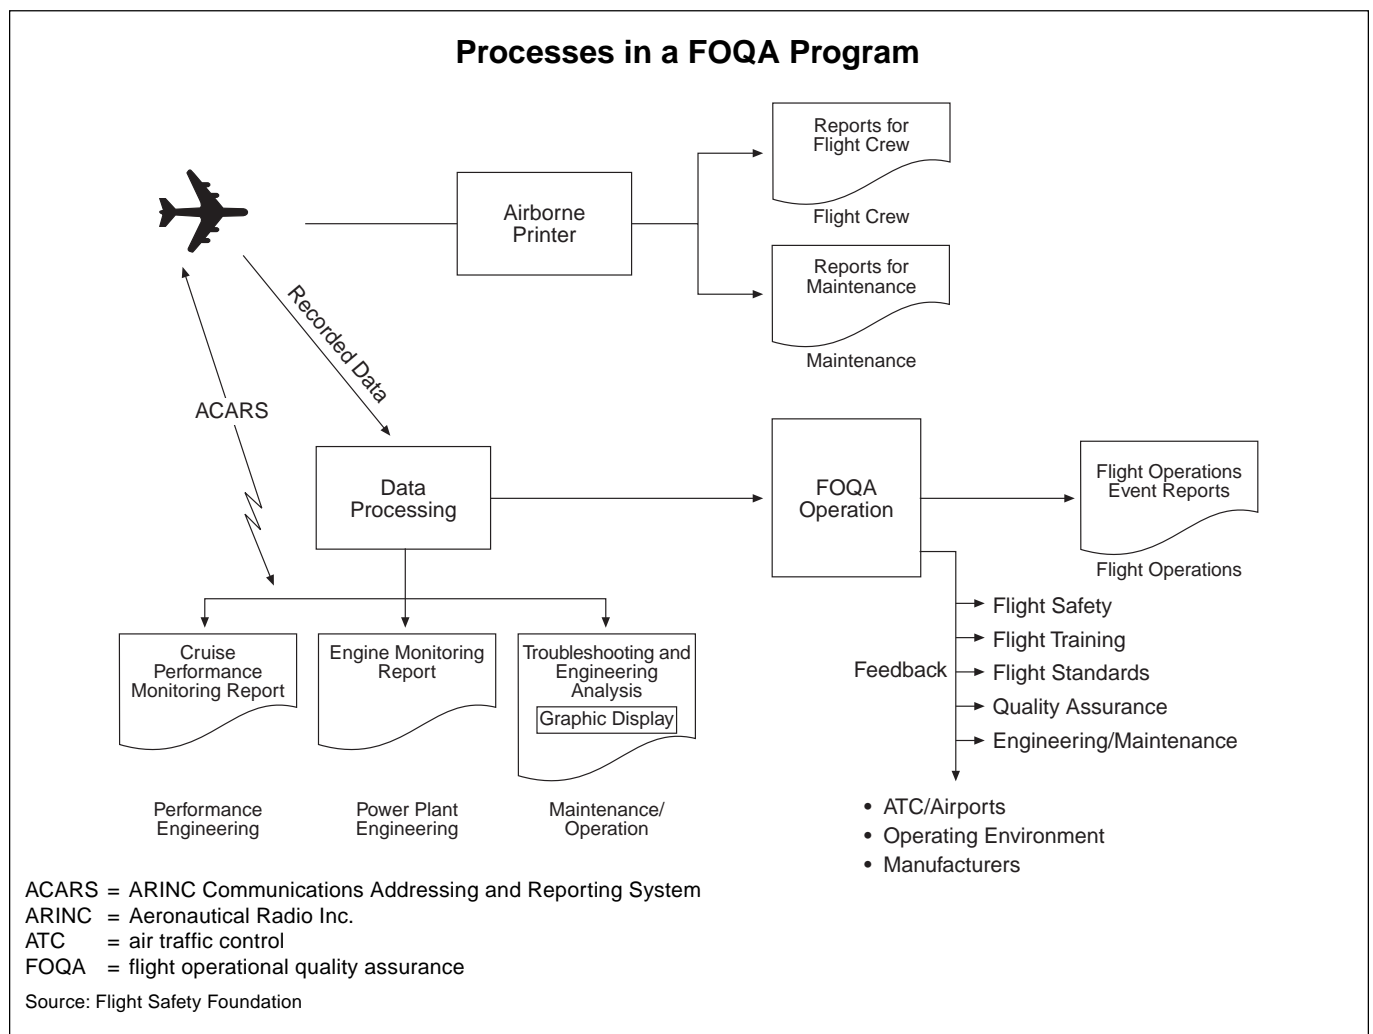 Processes in a FOQA Program
Reports for
Flight Crew
Flight Crew
Airborne
Printer
Reports for
Maintenance
Maintenance
Recorded Data
ACARS
Data
Processing
FOQA
Operation
Flight Operations
Event Reports
Flight Operations
Cruise
Performance
Monitoring Report
Performance
Engineering
Engine Monitoring
Report
Power Plant
Engineering
Troubleshooting and
Engineering
Analysis
Graphic Display
Maintenance/
Operation
Feedback
Flight Safety
Flight Training
Flight Standards
Quality Assurance
Engineering/Maintenance
• ATC/Airports
• Operating Environment
• Manufacturers
ACARS = ARINC Communications Addressing and Reporting System
ARINC = Aeronautical Radio Inc.
ATC = air traffic control
FOQA = flight operational quality assurance
Source: Flight Safety Foundation